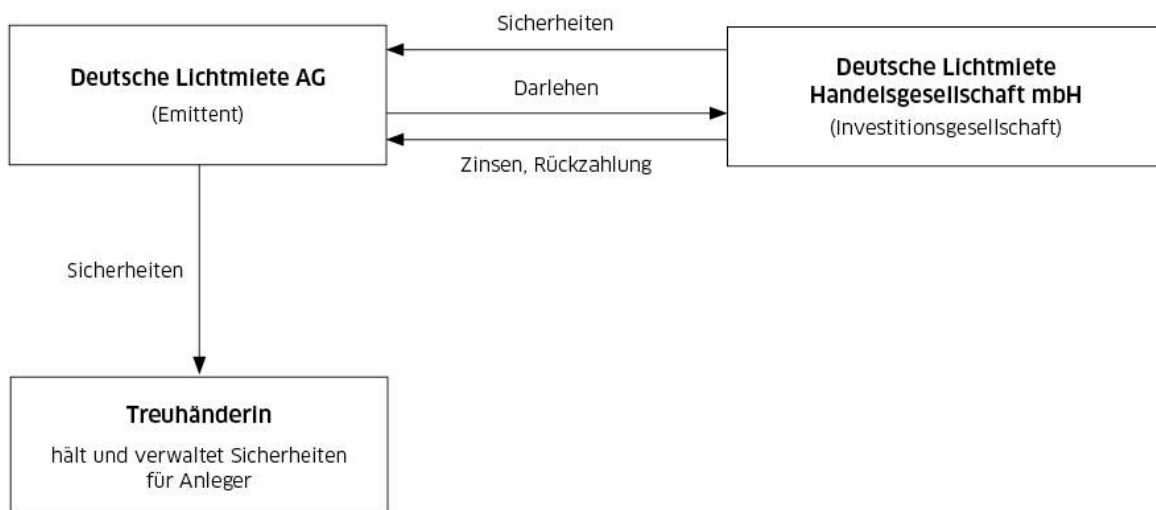 Sicherheiten
Deutsche Lichtmiete AG
(Emittent)
Darlehen
Deutsche Lichtmiete
Handelsgesellschaft mbH
(Investitionsgesellschaft)
Zinsen, Rückzahlung
Sicherheiten
Treuhänderin
hält und verwaltet Sicherheiten
für Anleger